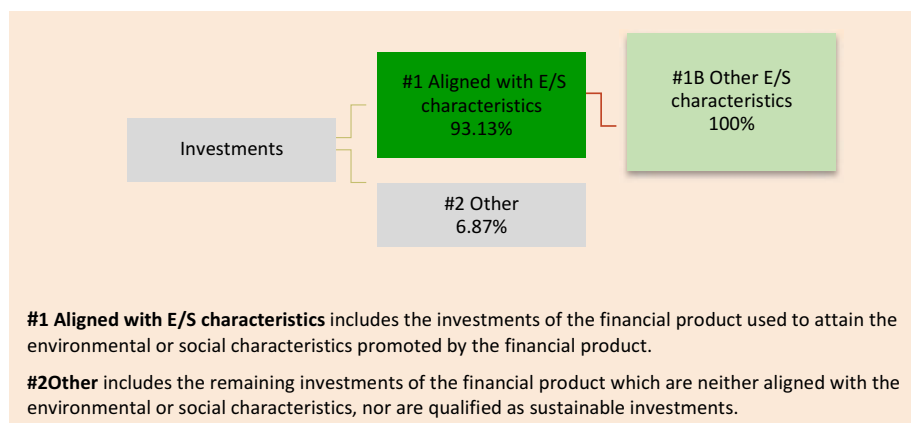 Investments
#1 Aligned with E/S
characteristics
93.13%
#1B Other E/S
characteristics
100%
#2 Other
6.87%
#1 Aligned with E/S characteristics includes the investments of the financial product used to attain the
environmental or social characteristics promoted by the financial product.
#2Other includes the remaining investments of the financial product which are neither aligned with the
environmental or social characteristics, nor are qualified as sustainable investments.